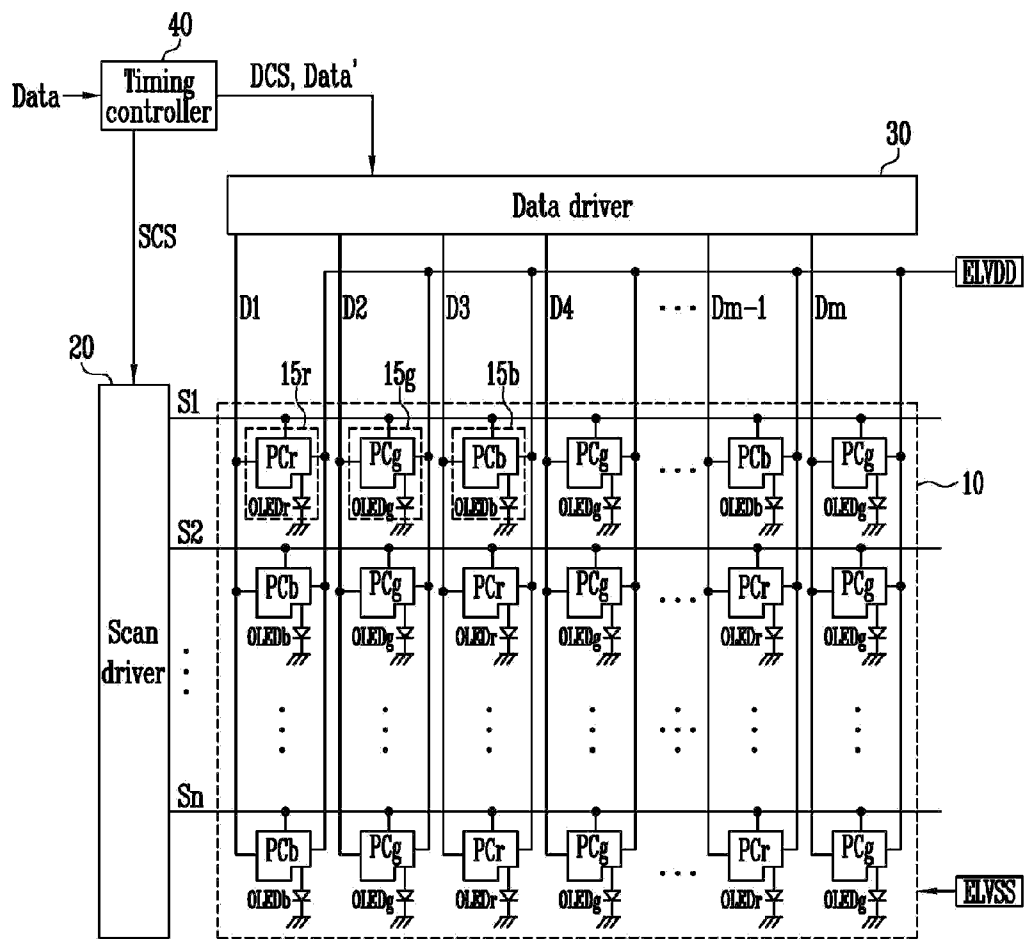 40
Timing
controller
Data
DCS, Data'
SCS
30
Data driver
ELVDD
D1 D2 D3 D4 ... Dm-1 Dm
20
15r 15g 15b
S1
PCr PCg PCb PCg ... PCb PCg
10
OLEDr OLEDg OLEDb OLEDg OLEDb OLEDg
S2
PCb PCg PCr PCg ... PCr PCg
OLEDb OLEDg OLEDr OLEDg OLEDr OLEDg
Scan
driver
Sn
PCb PCg PCr PCg ... PCr PCg
OLEDb OLEDg OLEDr OLEDg OLEDr OLEDg
ELVSS